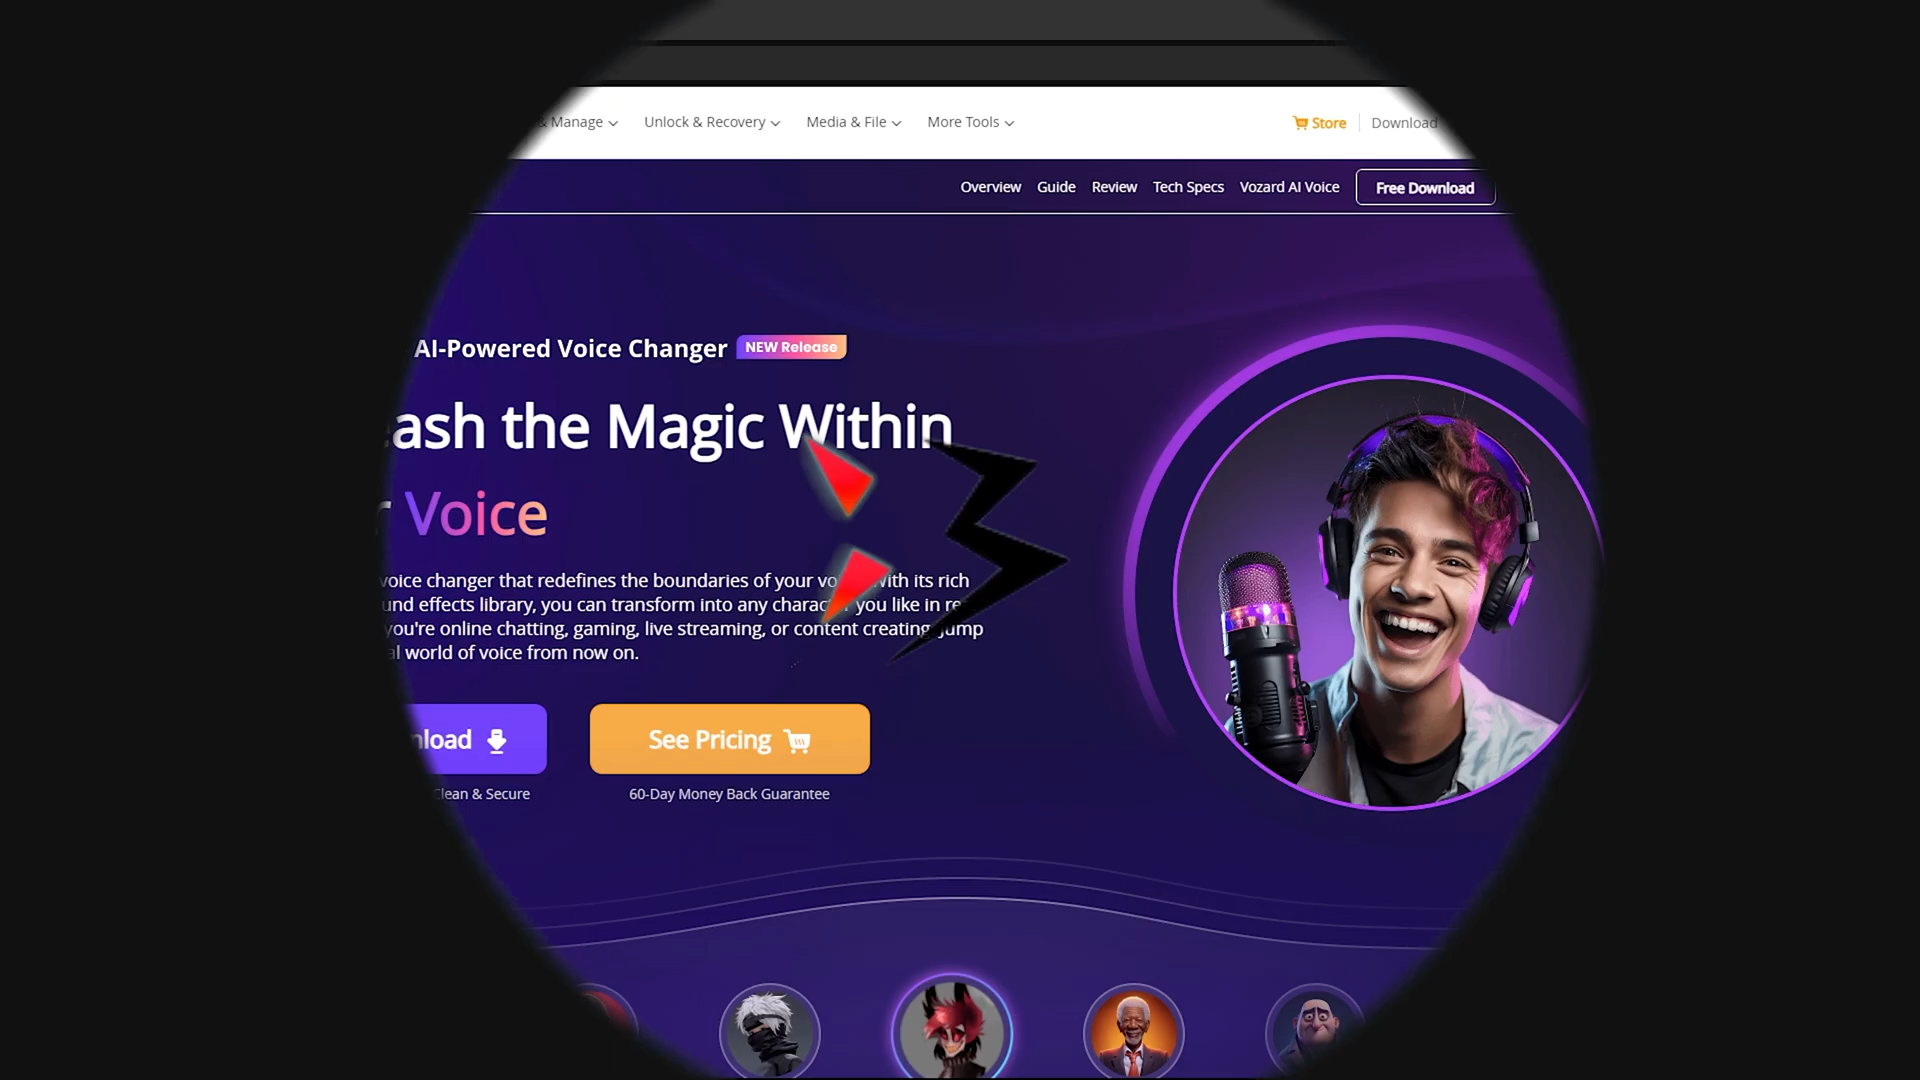 & Manage
Unlock & Recovery
Media & File
More Tools
Store
Download
Overview
Guide
Review
Tech Specs
Vozard AI Voice
Free Download
AI-Powered Voice Changer
NEW Release
ash the Magic Within
r Voice
voice changer that redefines the boundaries of your vo with its rich
und effects library, you can transform into any charac you like in re
you're online chatting, gaming, live streaming, or content creating, jump
al world of voice from now on.
nload
See Pricing
Clean & Secure
60-Day Money Back Guarantee